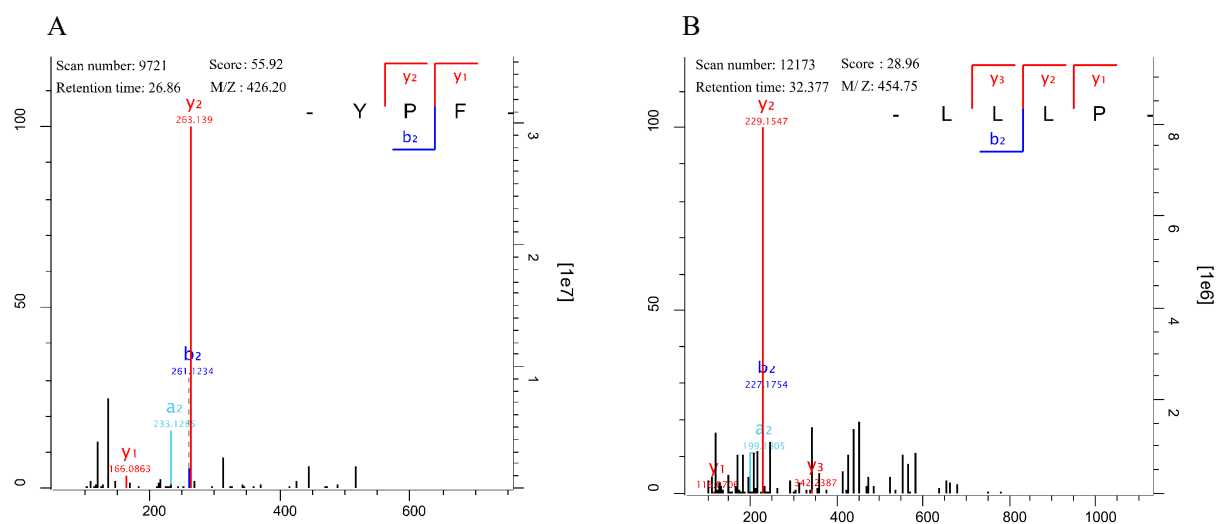 A
Scan number: 9721 Score: 55.92
Retention time: 26.86 M/Z : 426.20
y2 y1
- Y P F -
b2
y2
263.139
b2
261.1234
a2
y1
166.0863
100
50
0
3
2
1
0
[1e7]
200 400 600
B
Scan number: 12173 Score : 28.96
Retention time: 32.377 M/ Z: 454.75
y3 y2 y1
- L L L P -
b2
y2
229.1547
b2
227.1754
a2
y1
y3
342.2387
100
50
0
8
6
4
2
0
[1e6]
200 400 600 800 1000